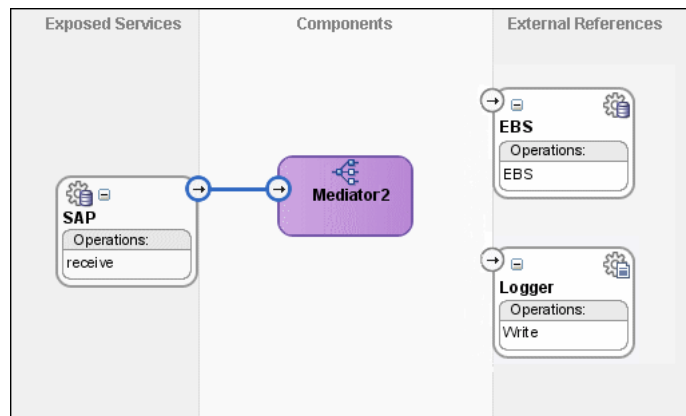 Exposed Services
Components
External References
SAP
Operations:
receive
Mediator2
EBS
Operations:
EBS
Logger
Operations:
Write